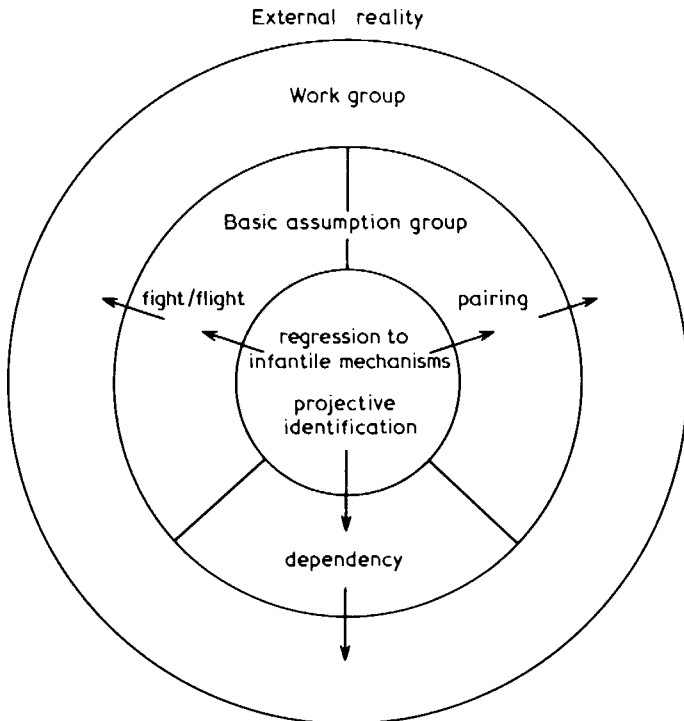 External reality
Work group
Basic assumption group
fight/flight
pairing
regression to
infantile mechanisms
projective
identification
dependency